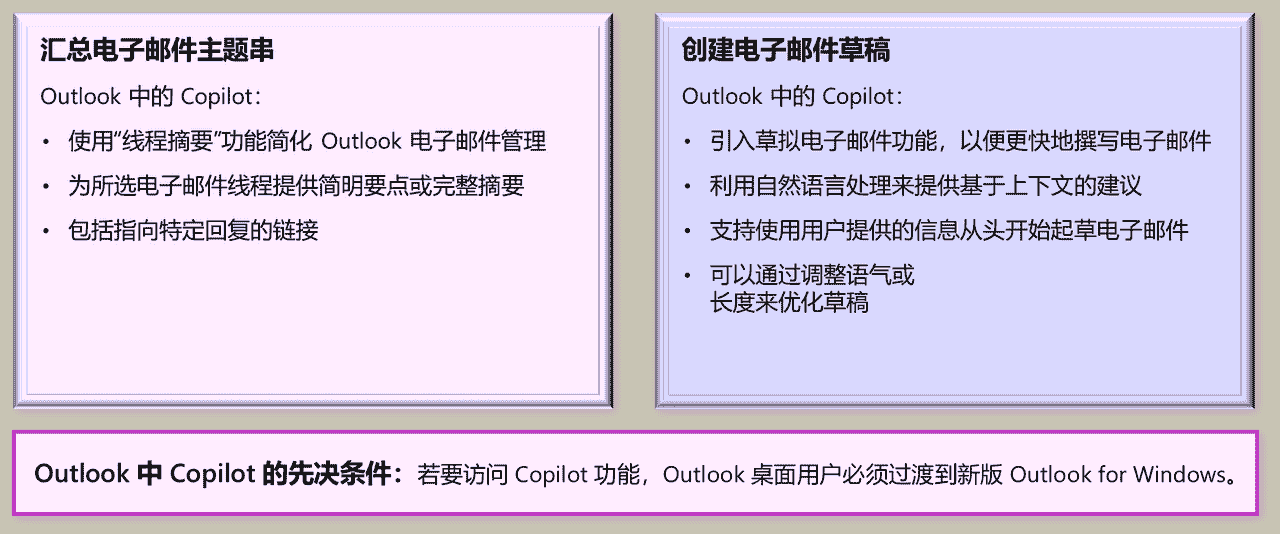 汇总电子邮件主题串
Outlook 中的 Copilot：
• 使用“线程摘要”功能简化 Outlook 电子邮件管理
• 为所选电子邮件线程提供简明要点或完整摘要
• 包括指向特定回复的链接
创建电子邮件草稿
Outlook 中的 Copilot：
• 引入草拟电子邮件功能，以便更快地撰写电子邮件
• 利用自然语言处理来提供基于上下文的建议
• 支持使用用户提供的信息从头开始起草电子邮件
• 可以通过调整语气或
长度来优化草稿
Outlook 中 Copilot 的先决条件：若要访问 Copilot 功能，Outlook 桌面用户必须过渡到新版 Outlook for Windows。